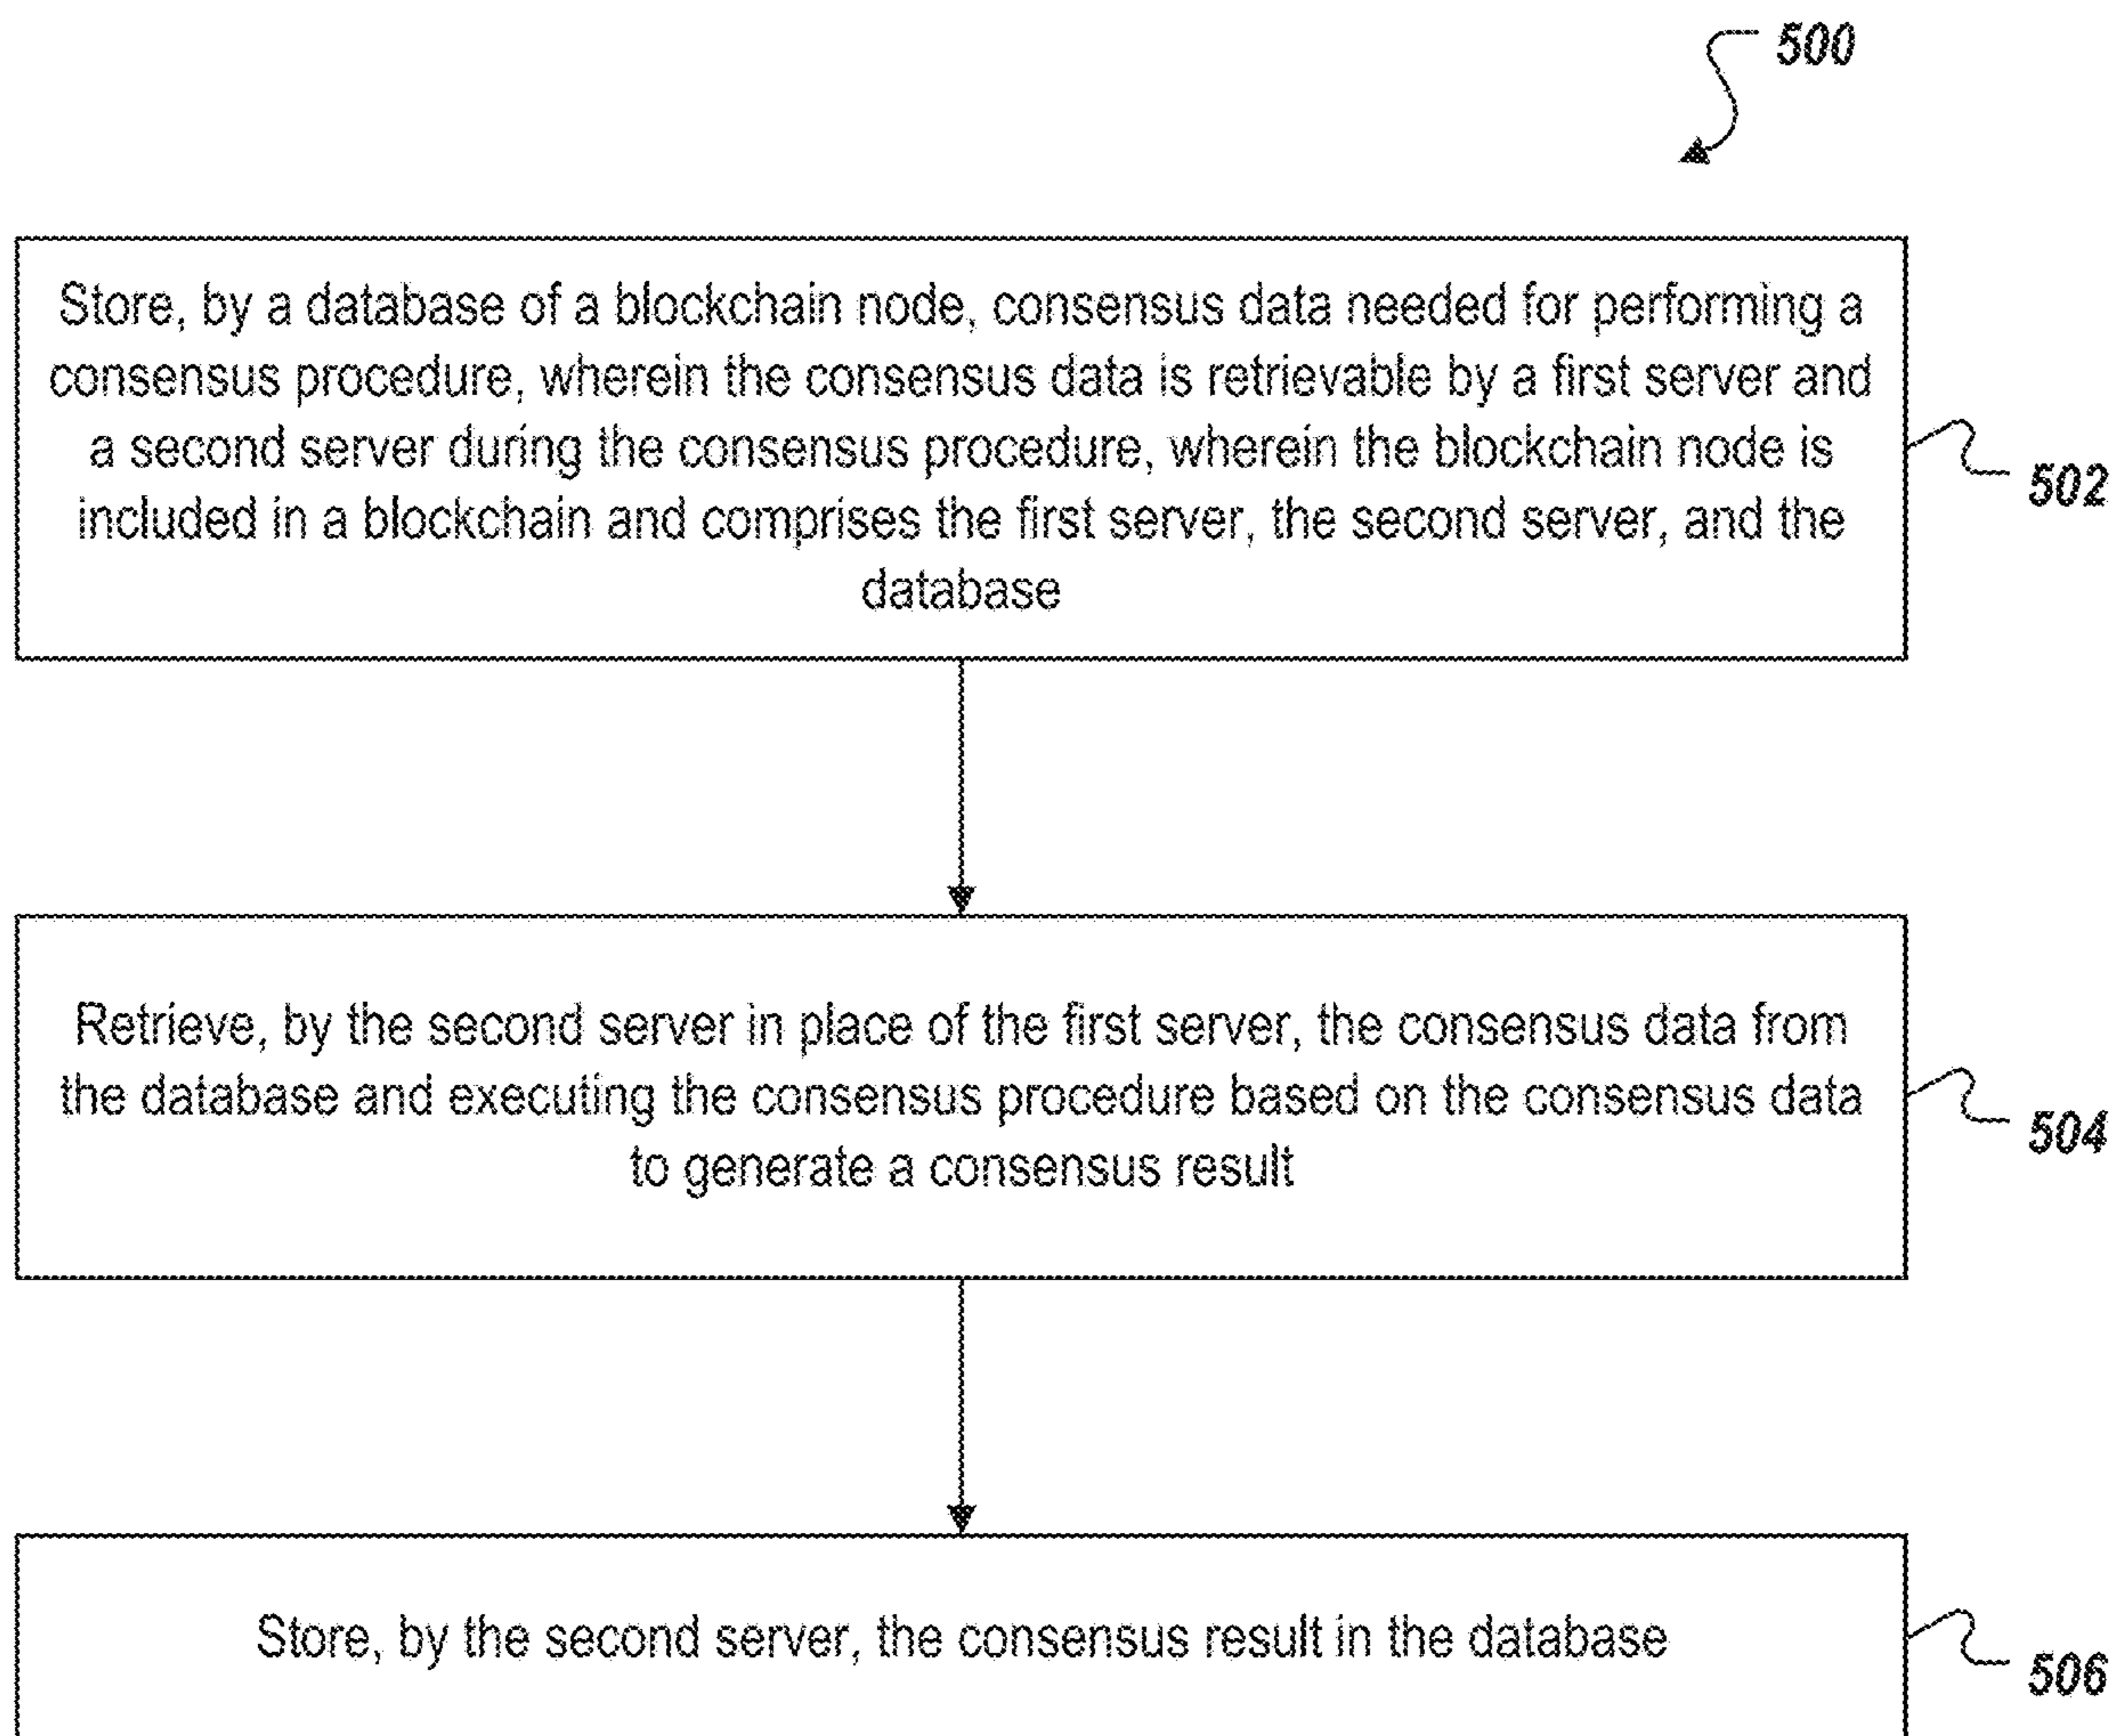 500
Store, by a database of a blockchain node, consensus data needed for performing a
consensus procedure, wherein the consensus data is retrievable by a first server and
a second server during the consensus procedure, wherein the blockchain node is
included in a blockchain and comprises the first server, the second server, and the
database
502
Retrieve, by the second server in place of the first server, the consensus data from
the database and executing the consensus procedure based on the consensus data
to generate a consensus result
504
Store, by the second server, the consensus result in the database
506